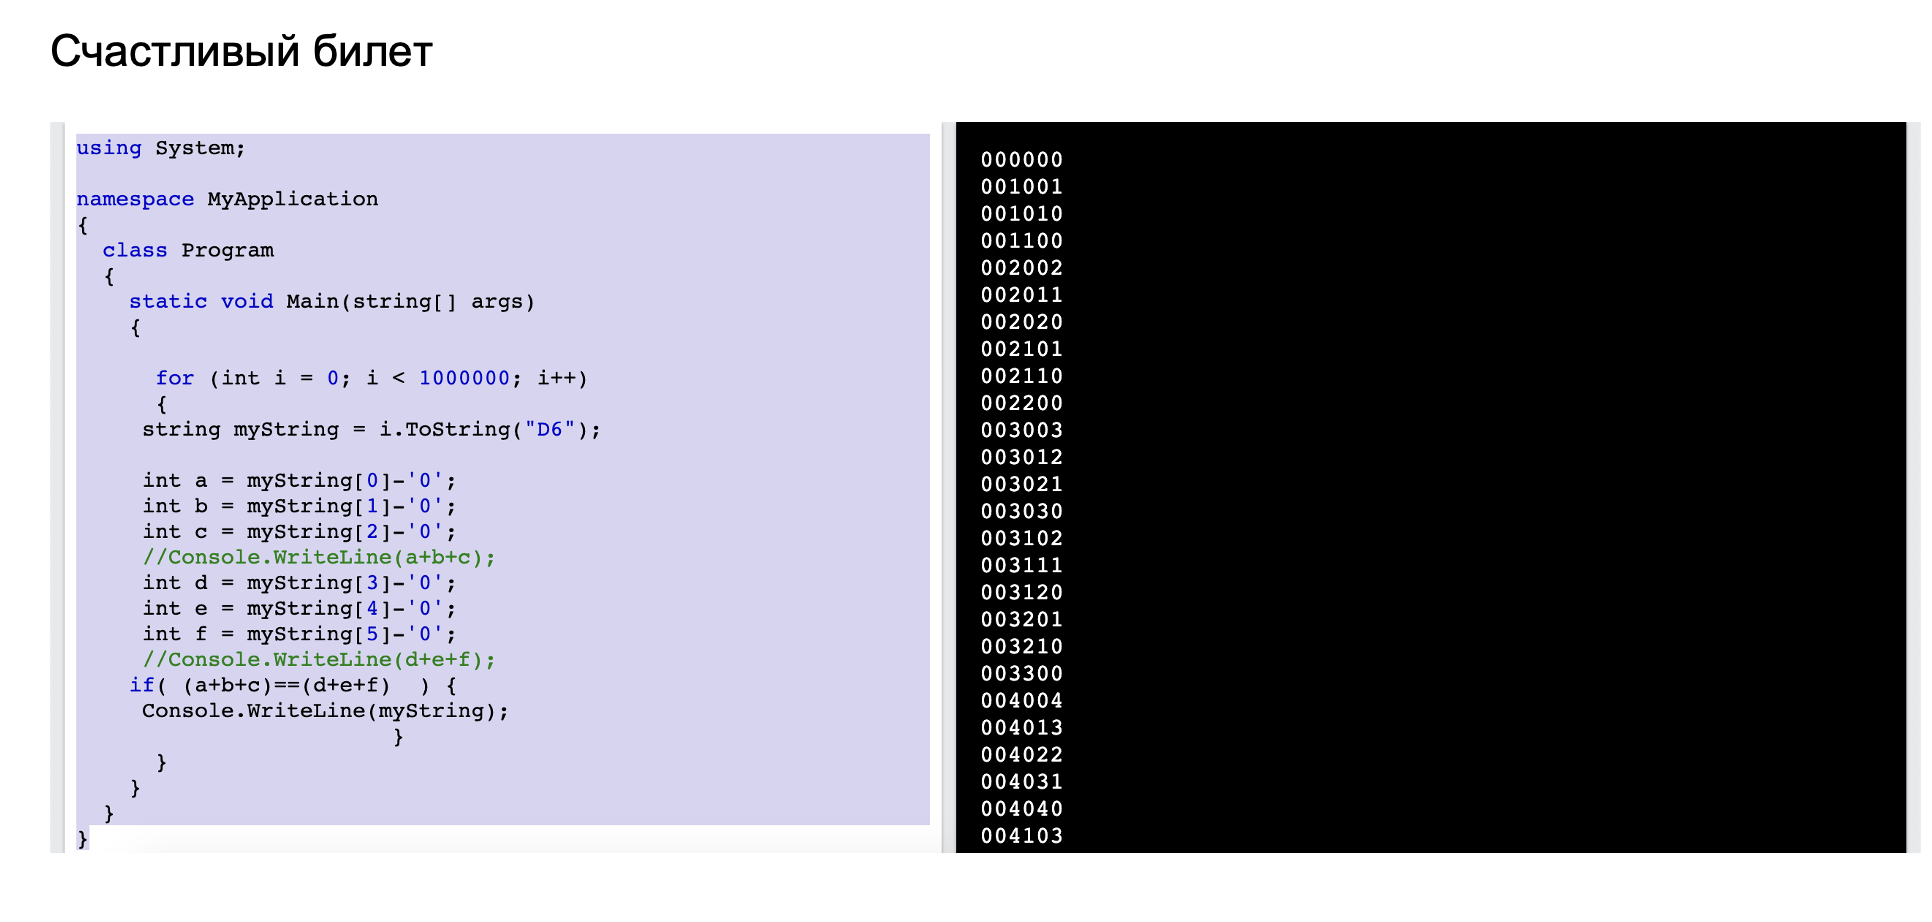 Счастливый билет
using System;
namespace MyApplication
{
class Program
{
static void Main(string[] args)
{
for (int i = 0; i < 1000000; i++)
{
string myString = i.ToString("D6");
int a = myString[0]-'0';
int b = myString[1]-'0';
int c = myString[2]-'0';
//Console.WriteLine(a+b+c);
int d = myString[3]-'0';
int e = myString[4]-'0';
int f = myString[5]-'0';
//Console.WriteLine(d+e+f);
if( (a+b+c)==(d+e+f)  ) {
Console.WriteLine(myString);
}
}
}
}
}
000000
001001
001010
001100
002002
002011
002020
002101
002110
002200
003003
003012
003021
003030
003102
003111
003120
003201
003210
003300
004004
004013
004022
004031
004040
004103